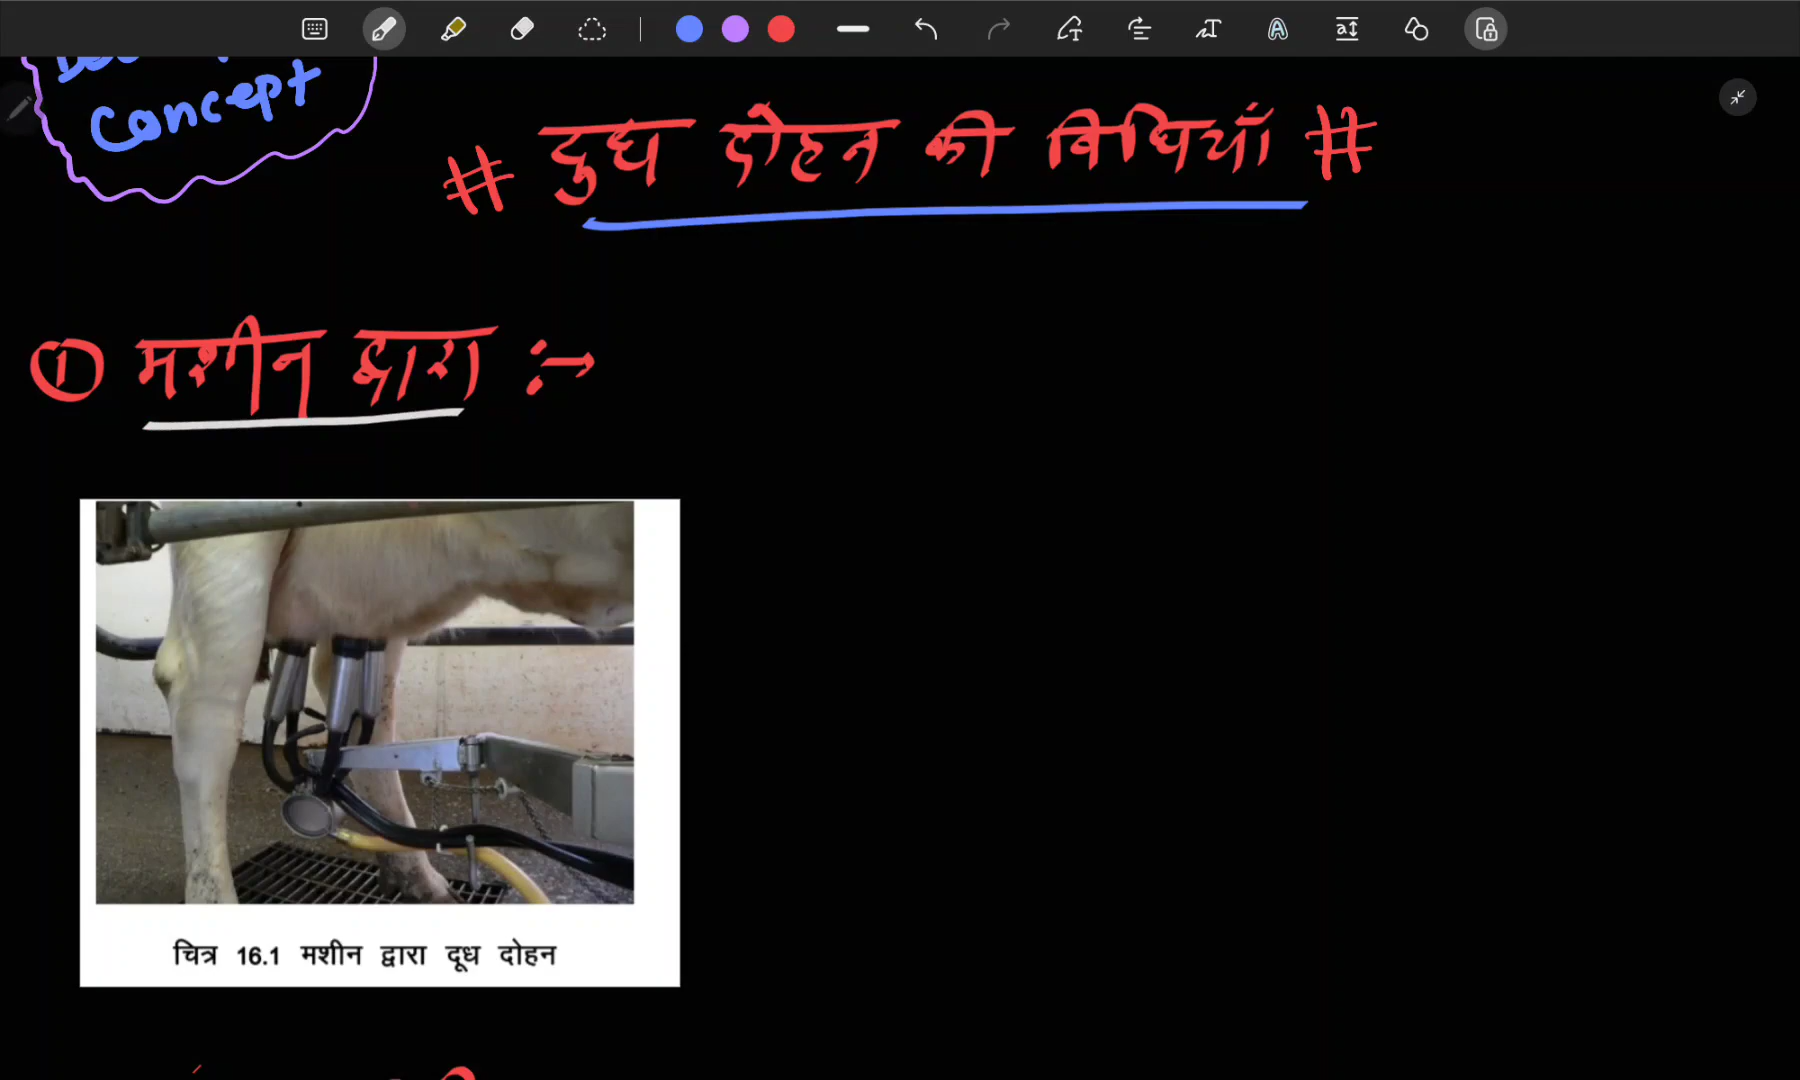 Concept
# दुध दोहन की विधियाँ #
① मशीन द्वारा :→
चित्र 16.1 मशीन द्वारा दूध दोहन